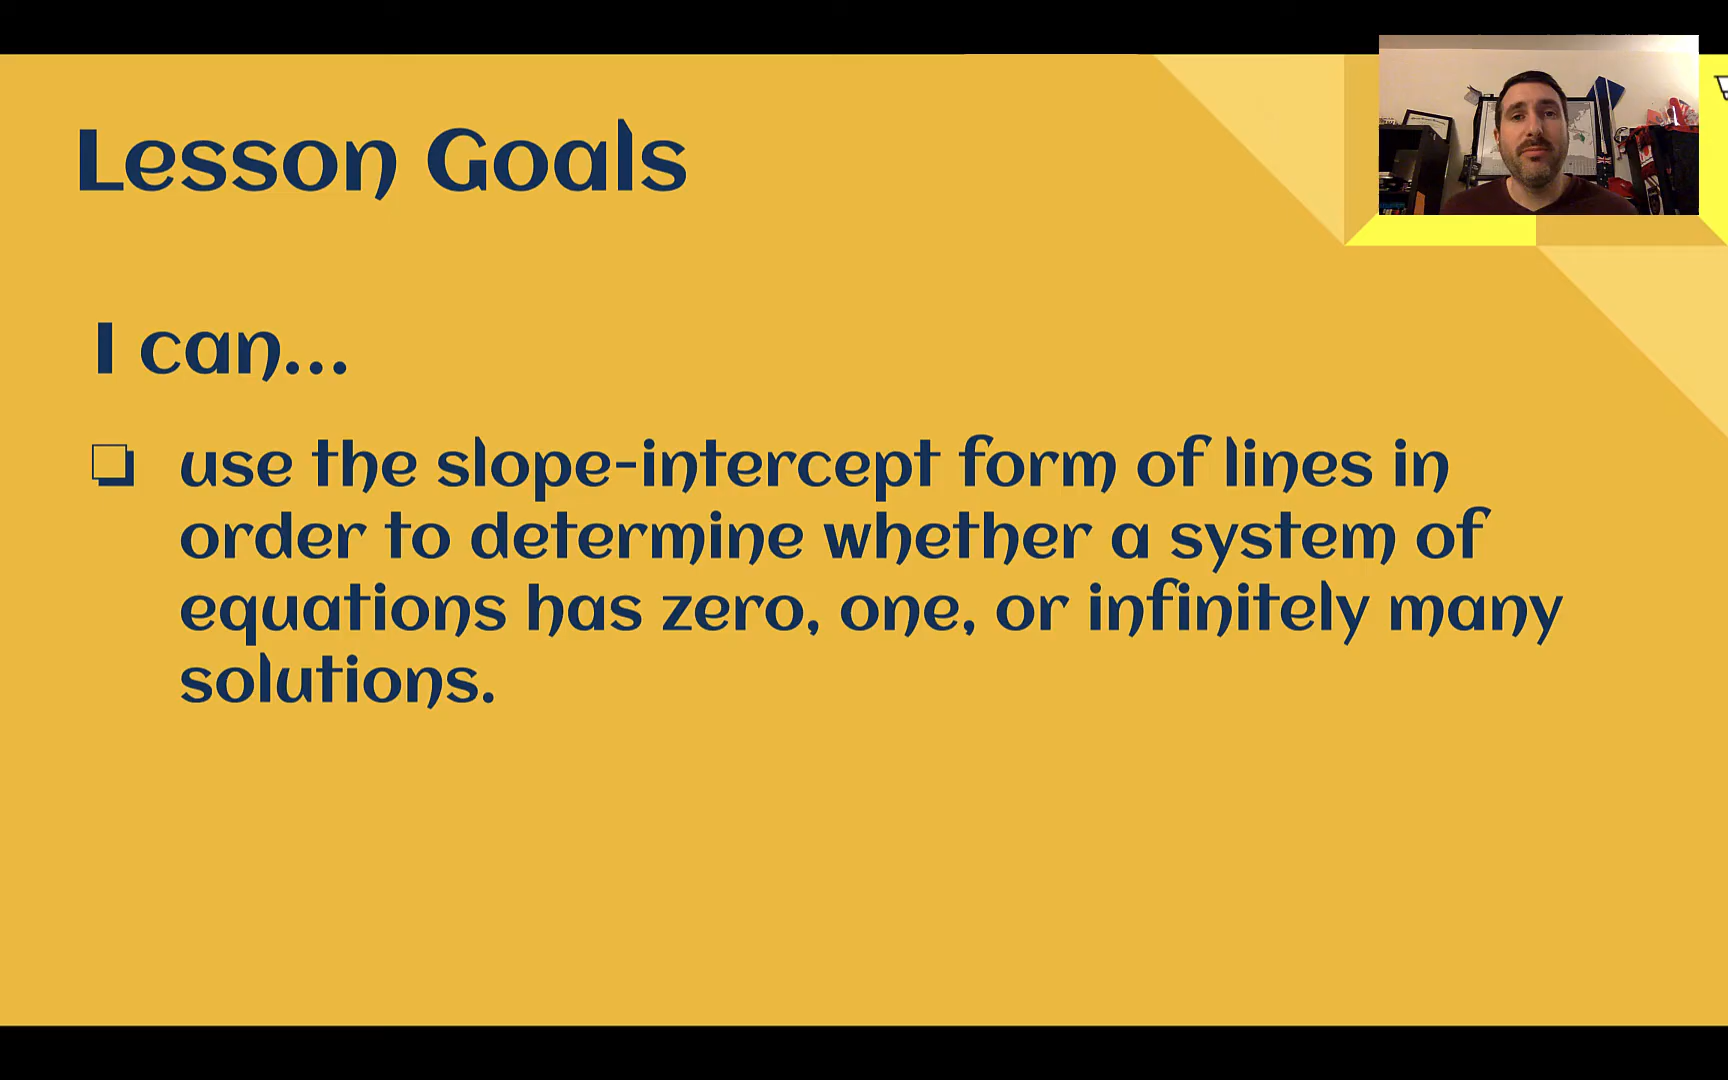 Lesson Goals
I can...
❏ use the slope-intercept form of lines in
order to determine whether a system of
equations has zero, one, or infinitely many
solutions.